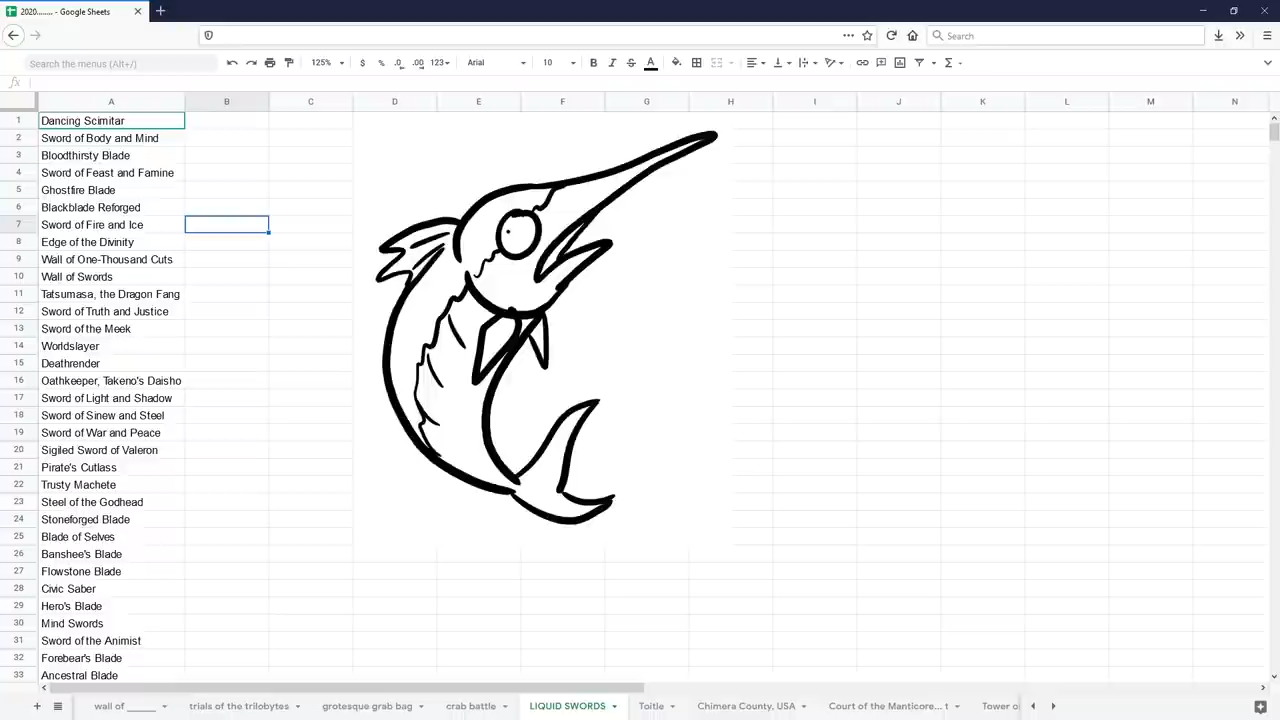 2020........ - Google Sheets
Search
Search the menus (Alt+/)
125% $ % .0 .00 123 Arial 10 B I S A
fx
A B C D E F G H I J K L M N
1 Dancing Scimitar
2 Sword of Body and Mind
3 Bloodthirsty Blade
4 Sword of Feast and Famine
5 Ghostfire Blade
6 Blackblade Reforged
7 Sword of Fire and Ice
8 Edge of the Divinity
9 Wall of One-Thousand Cuts
10 Wall of Swords
11 Tatsumasa, the Dragon Fang
12 Sword of Truth and Justice
13 Sword of the Meek
14 Worldslayer
15 Deathrender
16 Oathkeeper, Takeno's Daisho
17 Sword of Light and Shadow
18 Sword of Sinew and Steel
19 Sword of War and Peace
20 Sigiled Sword of Valeron
21 Pirate's Cutlass
22 Trusty Machete
23 Steel of the Godhead
24 Stoneforged Blade
25 Blade of Selves
26 Banshee's Blade
27 Flowstone Blade
28 Civic Saber
29 Hero's Blade
30 Mind Swords
31 Sword of the Animist
32 Forebear's Blade
33 Ancestral Blade
wall of _____ trials of the trilobytes grotesque grab bag crab battle LIQUID SWORDS Toitle Chimera County, USA Court of the Manticore... t Tower o